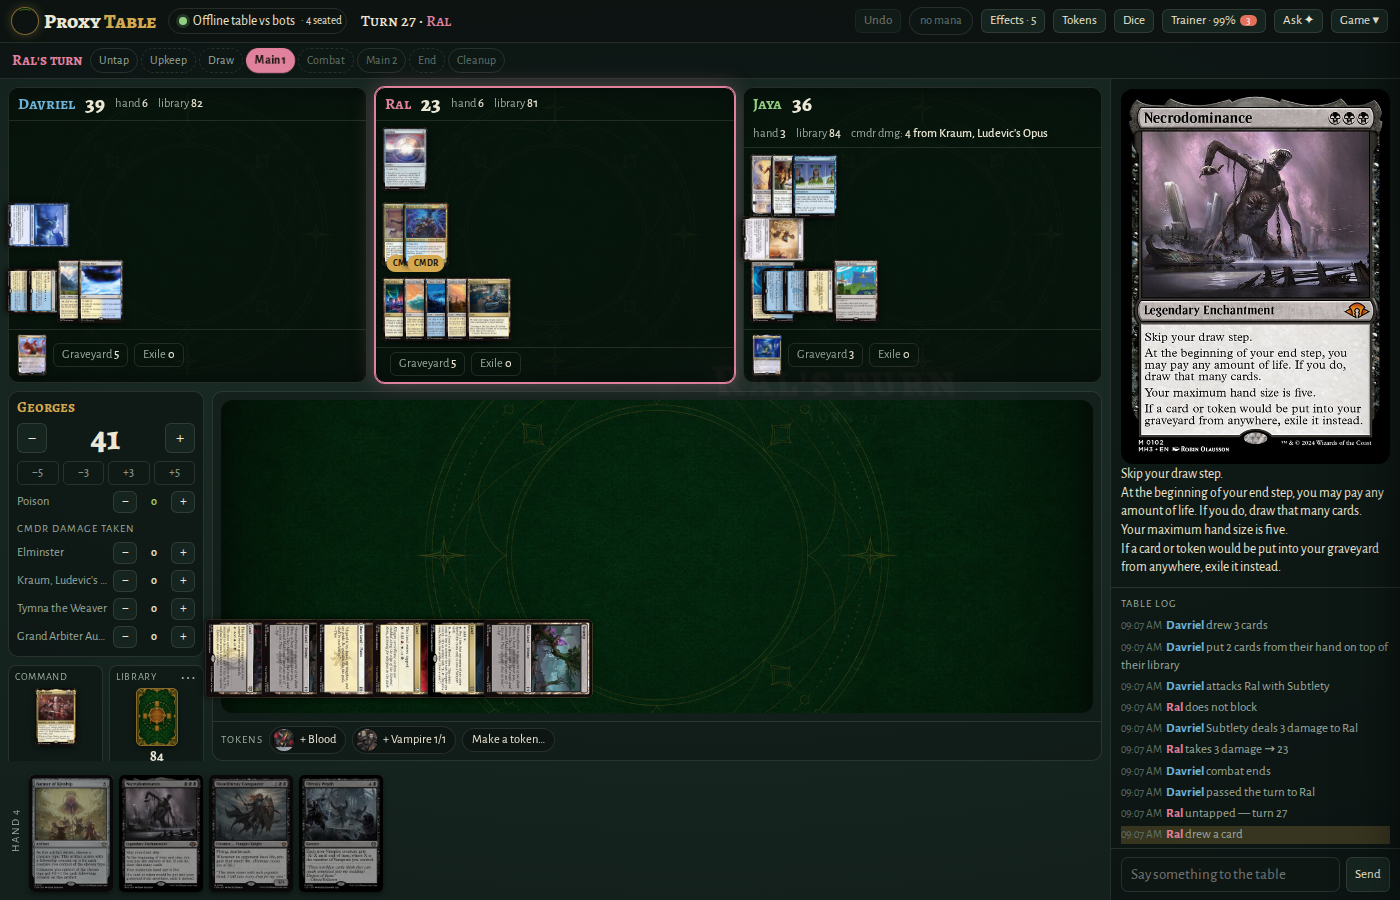 Proxy Table
Offline table vs bots · 4 seated
Turn 27 · Ral
Undo
no mana
Effects · 5
Tokens
Dice
Trainer · 99% 3
Ask ✦
Game ▾
Ral's turn
Untap
Upkeep
Draw
Main 1
Combat
Main 2
End
Cleanup
Davriel 39 hand 6 library 82
Graveyard 5
Exile 0
Ral 23 hand 6 library 81
CMDR
Graveyard 5
Exile 0
Jaya 36
hand 3 library 84 cmdr dmg: 4 from Kraum, Ludevic's Opus
Graveyard 3
Exile 0
Ral's turn
Georges
− 41 +
−5 −3 +3 +5
Poison − 0 +
CMDR DAMAGE TAKEN
Elminster − 0 +
Kraum, Ludevic's ... − 0 +
Tymna the Weaver − 0 +
Grand Arbiter Au... − 0 +
COMMAND
LIBRARY ...
84
TOKENS
+ Blood
+ Vampire 1/1
Make a token...
HAND 4
Necrodominance
Necrodominance
Legendary Enchantment
Skip your draw step.
At the beginning of your end step, you
may pay any amount of life. If you do,
draw that many cards.
Your maximum hand size is five.
If a card or token would be put into your
graveyard from anywhere, exile it instead.
M 0102
MH3 • EN Robin Olausson
™ & © 2024 Wizards of the Coast
Skip your draw step.
At the beginning of your end step, you may pay any
amount of life. If you do, draw that many cards.
Your maximum hand size is five.
If a card or token would be put into your graveyard
from anywhere, exile it instead.
TABLE LOG
09:07 AM Davriel drew 3 cards
09:07 AM Davriel put 2 cards from their hand on top of
their library
09:07 AM Davriel attacks Ral with Subtlety
09:07 AM Ral does not block
09:07 AM Davriel Subtlety deals 3 damage to Ral
09:07 AM Ral takes 3 damage → 23
09:07 AM Davriel combat ends
09:07 AM Davriel passed the turn to Ral
09:07 AM Ral untapped — turn 27
09:07 AM Ral drew a card
Say something to the table
Send